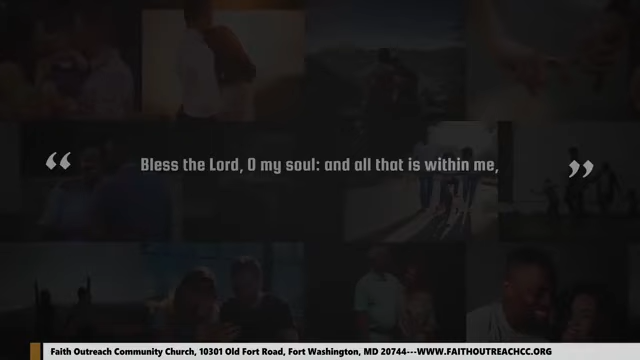 “ Bless the Lord, O my soul: and all that is within me, ”
Faith Outreach Community Church, 10301 Old Fort Road, Fort Washington, MD 20744---WWW.FAITHOUTREACHCC.ORG